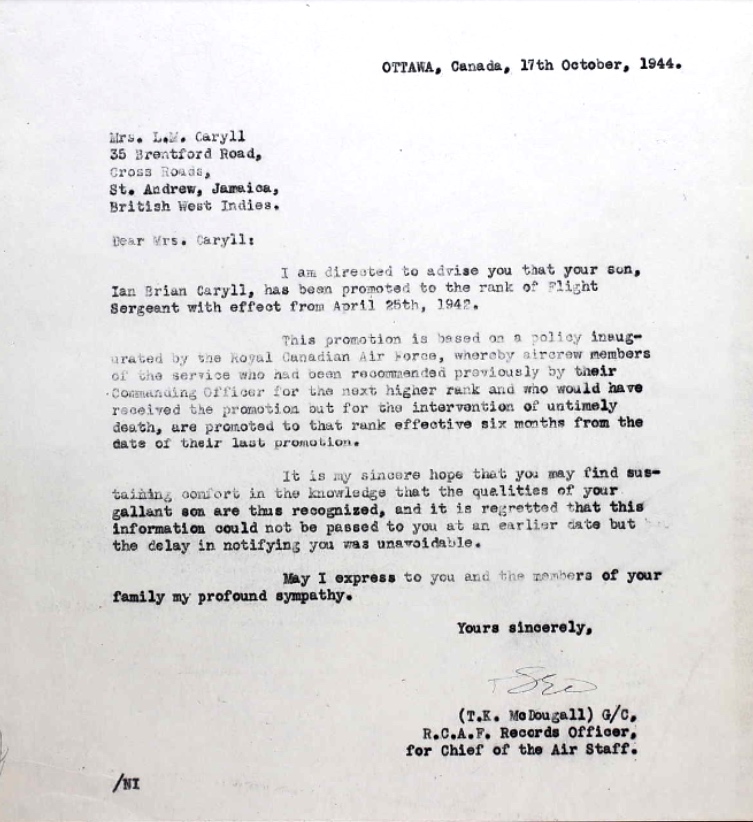 OTTAWA, Canada, 17th October, 1944.
Mrs. L.M. Caryll
35 Brentford Road,
Cross Roads,
St. Andrew, Jamaica,
British West Indies.
Dear Mrs. Caryll:
I am directed to advise you that your son,
Ian Brian Caryll, has been promoted to the rank of Flight
Sergeant with effect from April 25th, 1942.
This promotion is based on a policy inaug-
urated by the Royal Canadian Air Force, whereby aircrew members
of the service who had been recommended previously by their
Commanding Officer for the next higher rank and who would have
received the promotion but for the intervention of untimely
death, are promoted to that rank effective six months from the
date of their last promotion.
It is my sincere hope that you may find sus-
taining comfort in the knowledge that the qualities of your
gallant son are thus recognized, and it is regretted that this
information could not be passed to you at an earlier date but
the delay in notifying you was unavoidable.
May I express to you and the members of your
family my profound sympathy.
Yours sincerely,
(T.K. McDougall) G/C,
R.C.A.F. Records Officer,
for Chief of the Air Staff.
/NI